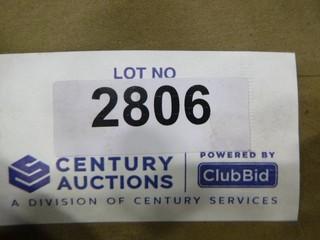 LOT NO
2806
CENTURY AUCTIONS
POWERED BY
ClubBid
A DIVISION OF CENTURY SERVICES